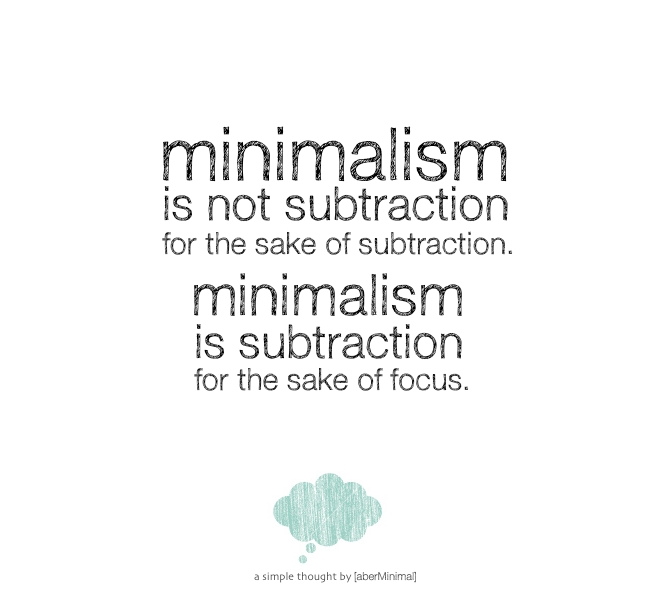 minimalism
is not subtraction
for the sake of subtraction.
minimalism
is subtraction
for the sake of focus.
a simple thought by [aberMinimal]